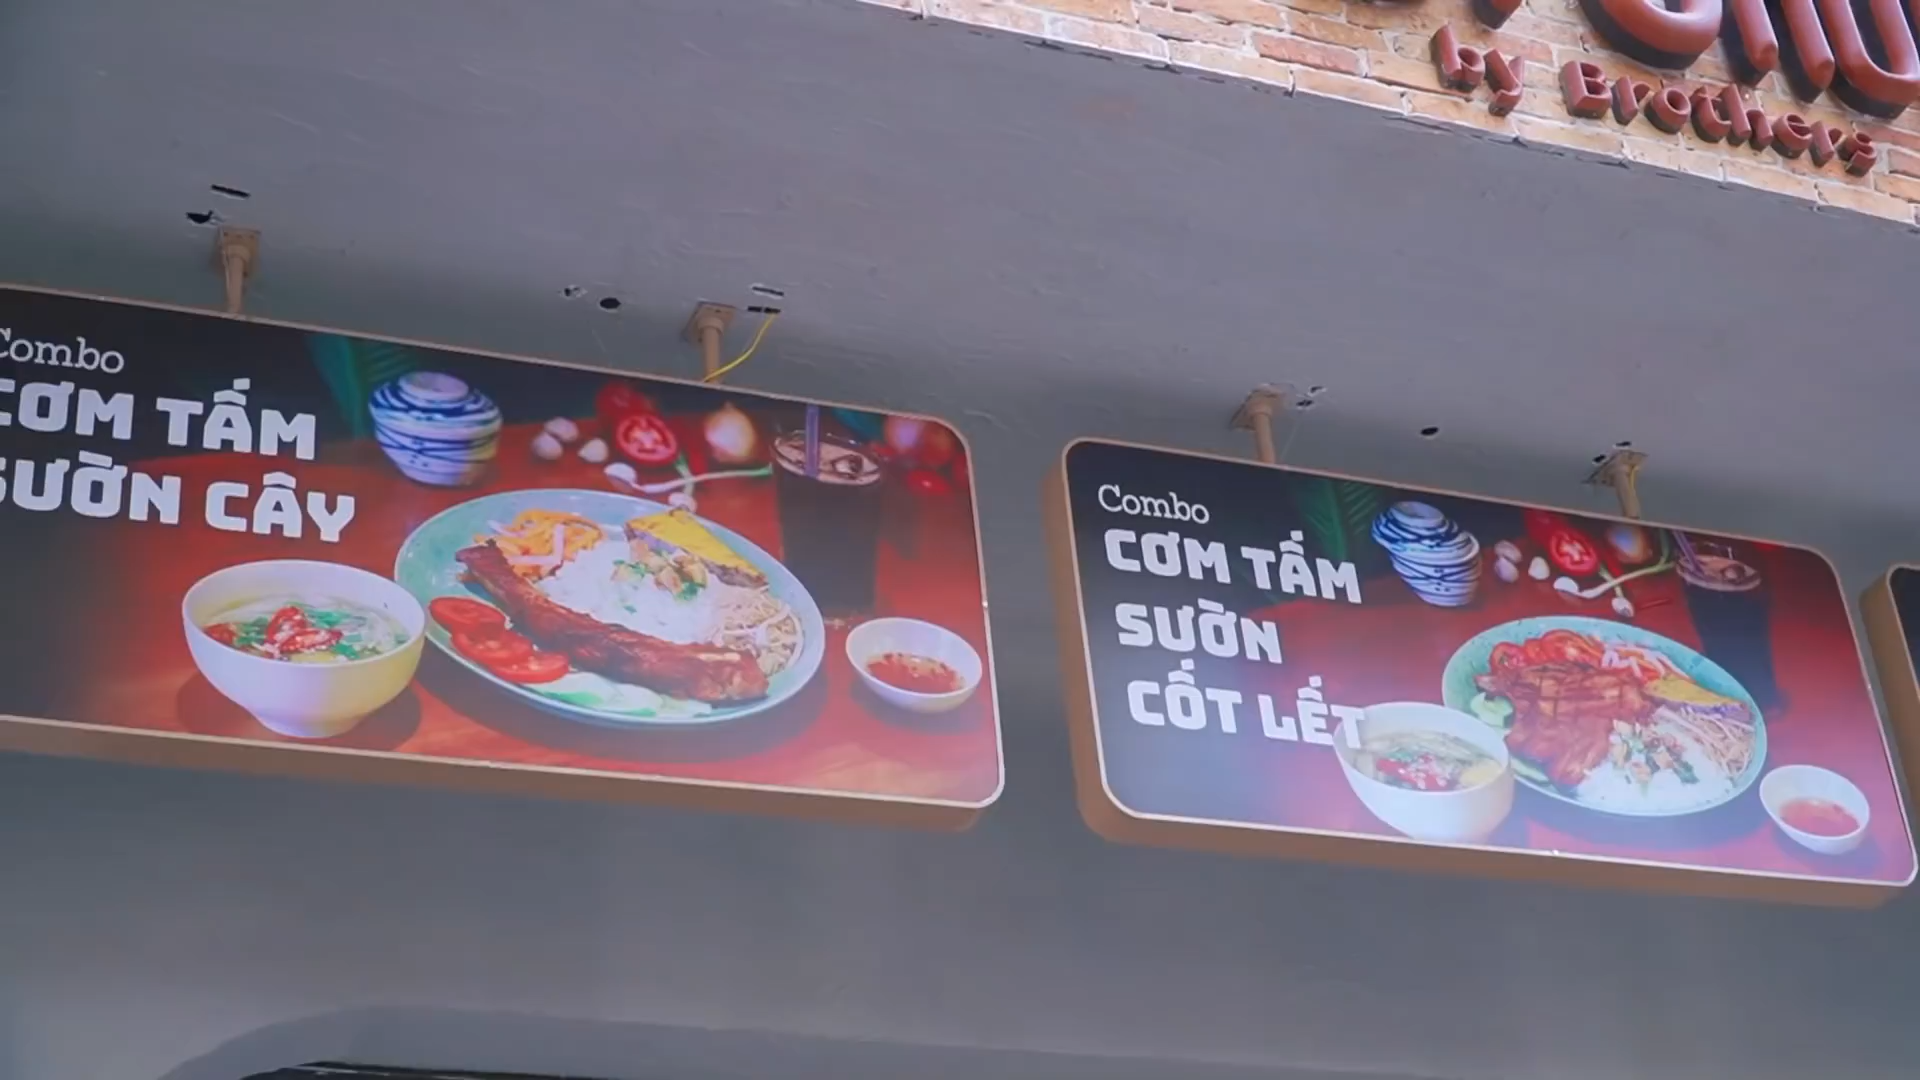 by Brothers
Combo
CƠM TẤM
SƯỜN CÂY
Combo
CƠM TẤM
SƯỜN
CỐT LẾT